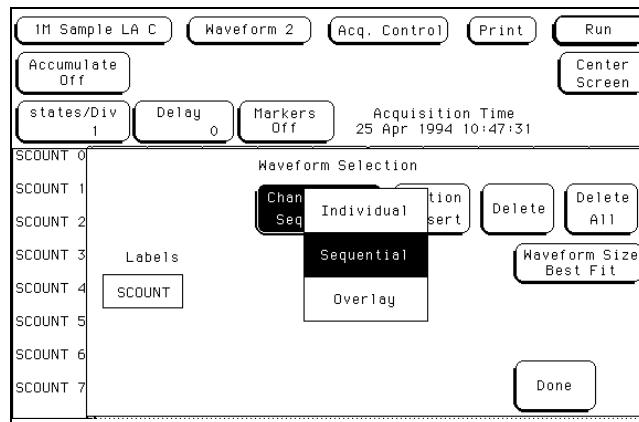 1M Sample LA C Waveform 2 Acq. Control Print Run
Accumulate
Off
Center
Screen
states/Div
1
Delay
0
Markers
Off
Acquisition Time
25 Apr 1994 10:47:31
SCOUNT 0
SCOUNT 1
SCOUNT 2
SCOUNT 3
SCOUNT 4
SCOUNT 5
SCOUNT 6
SCOUNT 7
Waveform Selection
Chan
Seq
Individual
Sequential
Overlay
tion
sert
Delete
Delete
All
Labels
SCOUNT
Waveform Size
Best Fit
Done